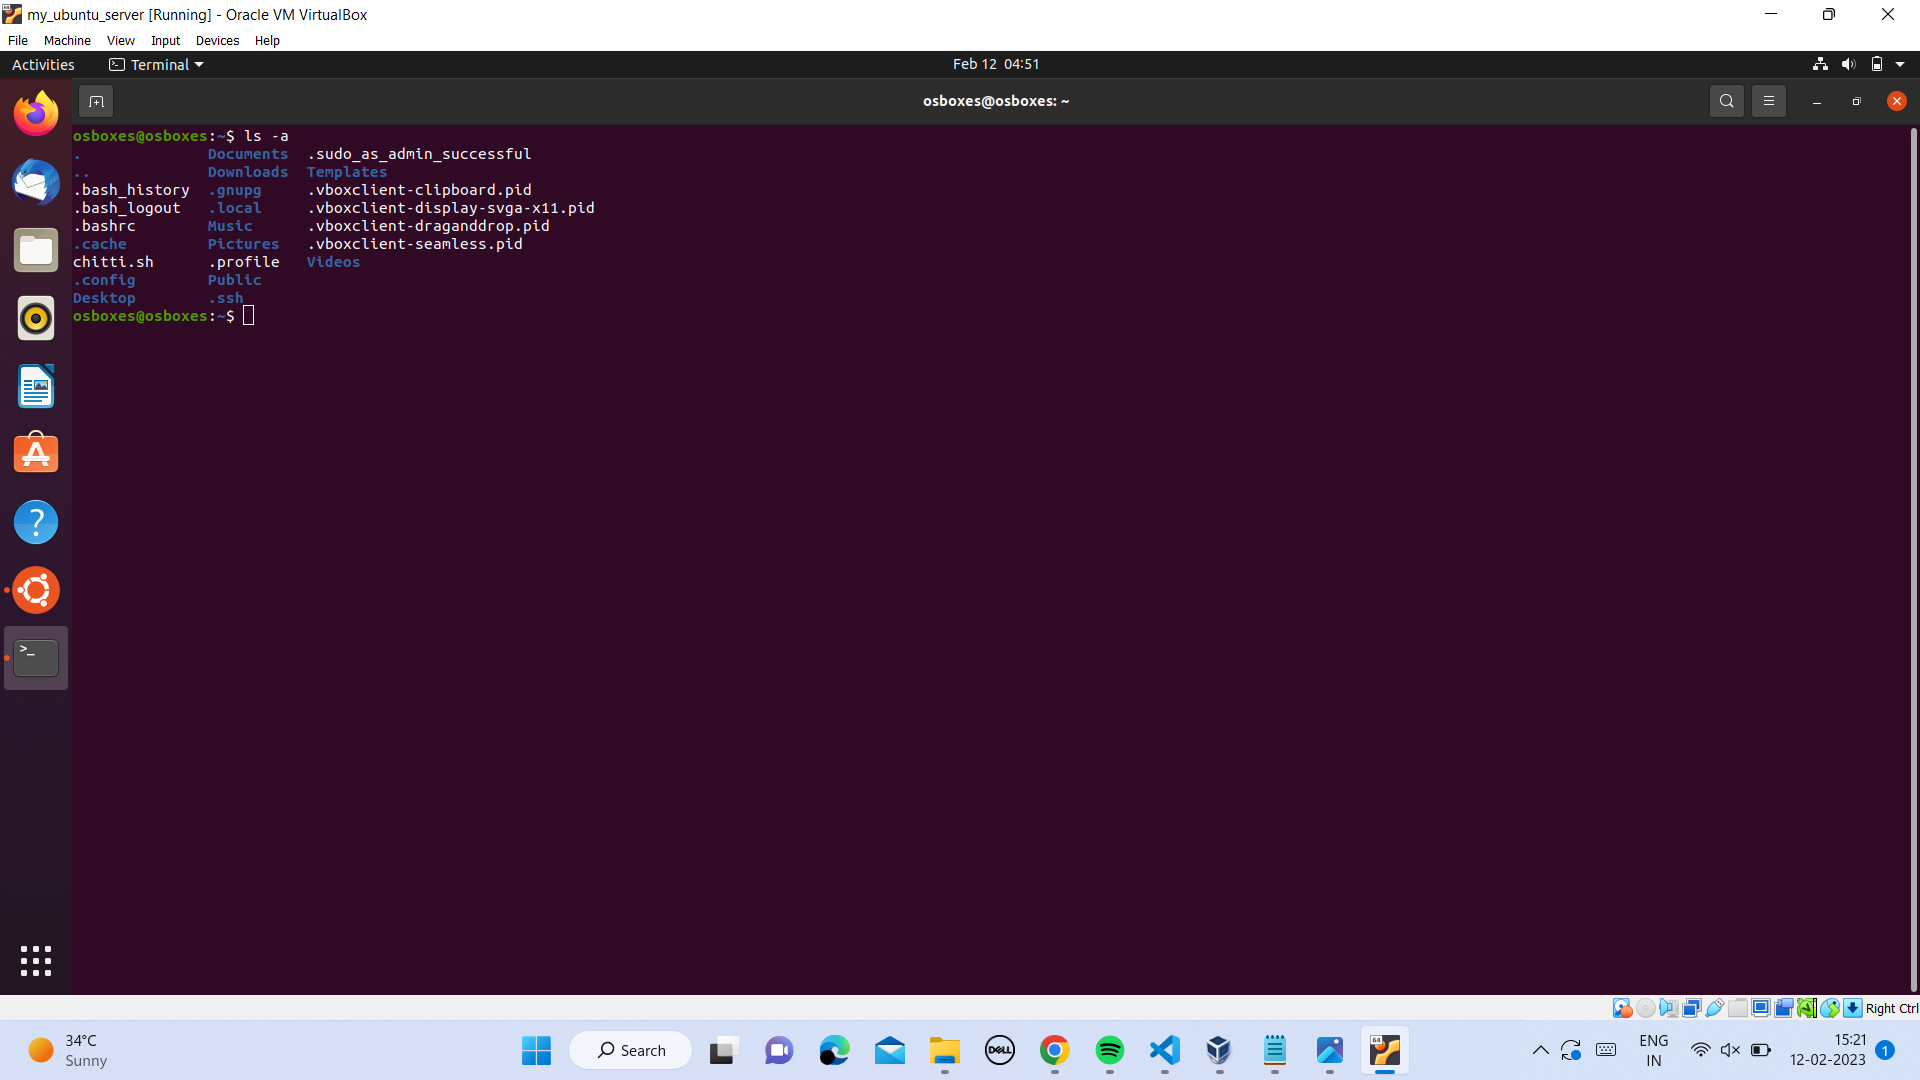 my_ubuntu_server [Running] - Oracle VM VirtualBox
File Machine View Input Devices Help
Activities Terminal Feb 12 04:51
osboxes@osboxes: ~
osboxes@osboxes:~$ ls -a
. Documents .sudo_as_admin_successful
.. Downloads Templates
.bash_history .gnupg .vboxclient-clipboard.pid
.bash_logout .local .vboxclient-display-svga-x11.pid
.bashrc Music .vboxclient-draganddrop.pid
.cache Pictures .vboxclient-seamless.pid
chitti.sh .profile Videos
.config Public
Desktop .ssh
osboxes@osboxes:~$
Right Ctrl
34°C
Sunny
Search
DELL
64
ENG
IN
15:21
12-02-2023
1